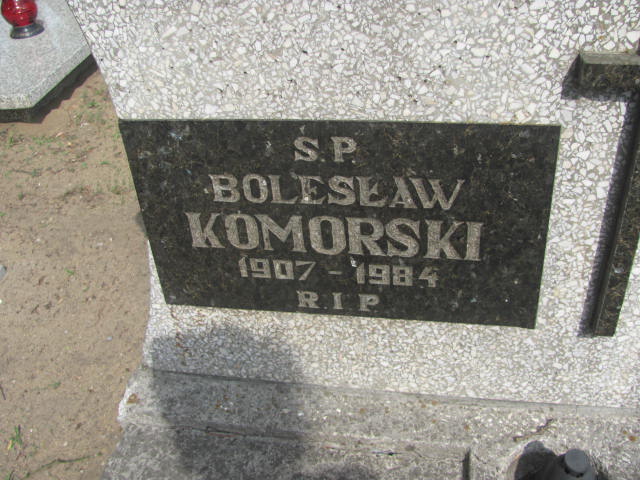 S.P.
BOLESŁAW
KOMORSKI
1907-1984
R I P